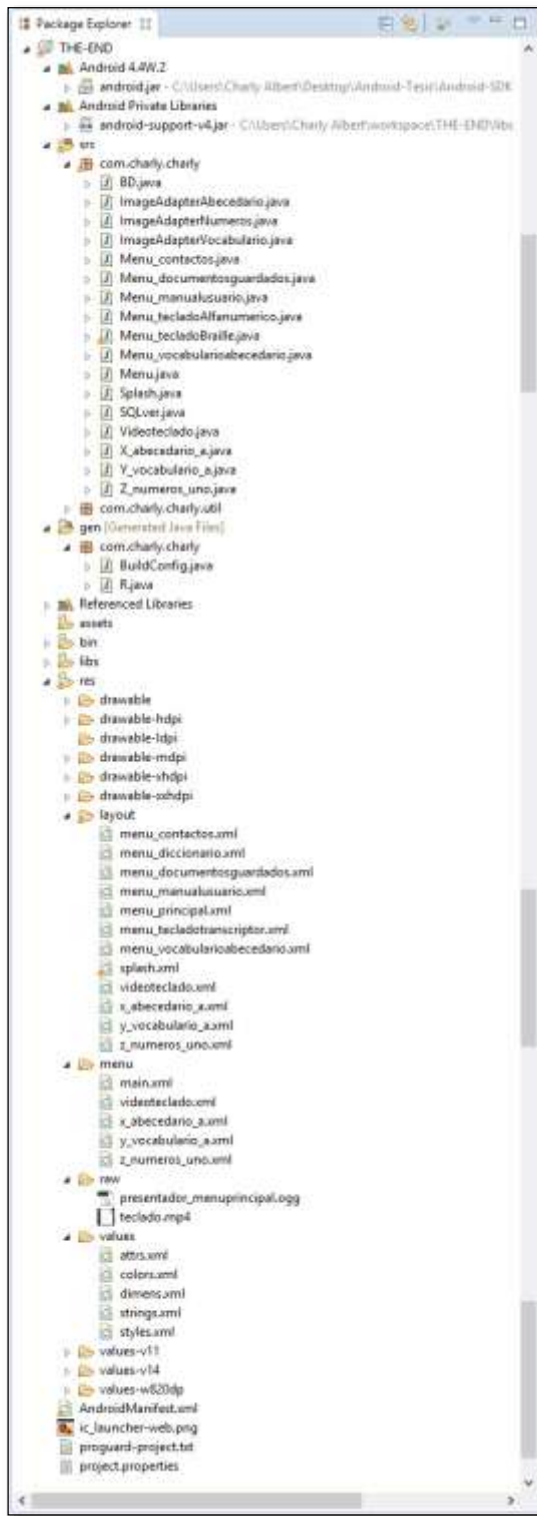 Package Explorer
THE-END
Android 4.4W.2
android.jar - C:\Users\Charly Albert\Desktop\Android-Tesis\Android-SDK
Android Private Libraries
android-support-v4.jar - C:\Users\Charly Albert\workspace\THE-END\libs
src
com.charly.charly
BD.java
ImageAdapterAbecedario.java
ImageAdapterNumeros.java
ImageAdapterVocabulario.java
Menu_contactos.java
Menu_documentosguardados.java
Menu_manualusuario.java
Menu_tecladoAlfanumerico.java
Menu_tecladoBraille.java
Menu_vocabularioabecedario.java
Menu.java
Splash.java
SQLver.java
Videoteclado.java
X_abecedario_a.java
Y_vocabulario_a.java
Z_numeros_uno.java
com.charly.charly.util
gen [Generated Java Files]
com.charly.charly
BuildConfig.java
R.java
Referenced Libraries
assets
bin
libs
res
drawable
drawable-hdpi
drawable-ldpi
drawable-mdpi
drawable-xhdpi
drawable-xxhdpi
layout
menu_contactos.xml
menu_diccionario.xml
menu_documentosguardados.xml
menu_manualusuario.xml
menu_principal.xml
menu_tecladotranscriptor.xml
menu_vocabularioabecedario.xml
splash.xml
videoteclado.xml
x_abecedario_a.xml
y_vocabulario_a.xml
z_numeros_uno.xml
menu
main.xml
videoteclado.xml
x_abecedario_a.xml
y_vocabulario_a.xml
z_numeros_uno.xml
raw
presentador_menuprincipal.ogg
teclado.mp4
values
attrs.xml
colors.xml
dimens.xml
strings.xml
styles.xml
values-v11
values-v14
values-w820dp
AndroidManifest.xml
ic_launcher-web.png
proguard-project.txt
project.properties